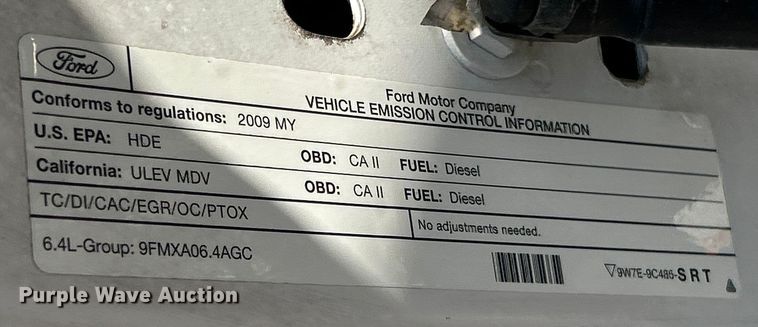 Ford
Ford Motor Company
VEHICLE EMISSION CONTROL INFORMATION
Conforms to regulations: 2009 MY
U.S. EPA: HDE OBD: CA II FUEL: Diesel
California: ULEV MDV OBD: CA II FUEL: Diesel
TC/DI/CAC/EGR/OC/PTOX No adjustments needed.
6.4L-Group: 9FMXA06.4AGC 9W7E-9C485-SRT
Purple Wave Auction